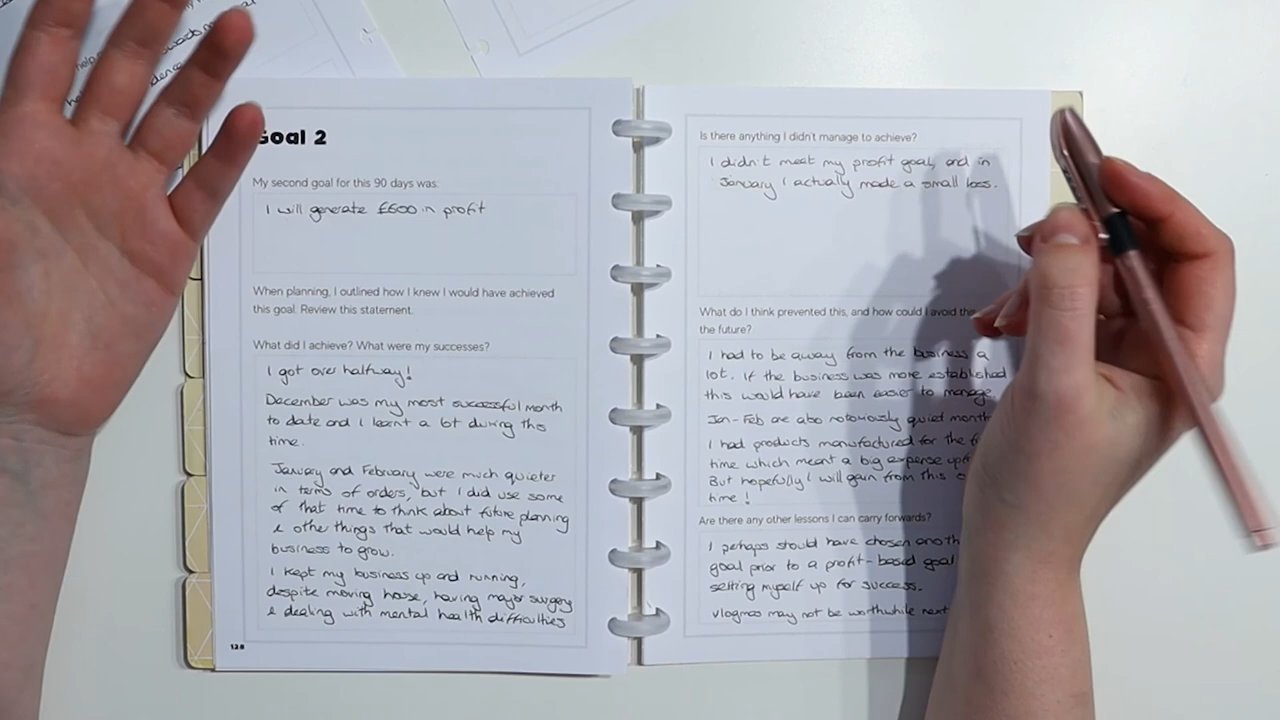 Goal 2
My second goal for this 90 days was:
I will generate £600 in profit
When planning, I outlined how I knew I would have achieved
this goal. Review this statement.
What did I achieve? What were my successes?
I got over halfway!
December was my most successful month
to date and I learnt a lot during this
time.
January and February were much quieter
in terms of orders, but I did use some
of that time to think about future planning
& other things that would help my
business to grow.
I kept my business up and running,
despite moving house, having major surgery
& dealing with mental health difficulties
128
Is there anything I didn't manage to achieve?
I didn't meet my profit goal, and in
January I actually made a small loss.
What do I think prevented this, and how could I avoid
the future?
I had to be away from the business a
lot. If the business was more established
this would have been easier to manage
Jan-Feb are also notoriously quiet month
I had products manufactured for the
time which meant a big expense
But hopefully I will gain from this
time!
Are there any other lessons I can carry forwards?
I perhaps should have chosen
goal prior to a profit-based goal
setting myself up for success.
vlogmas may not be worthwhile next